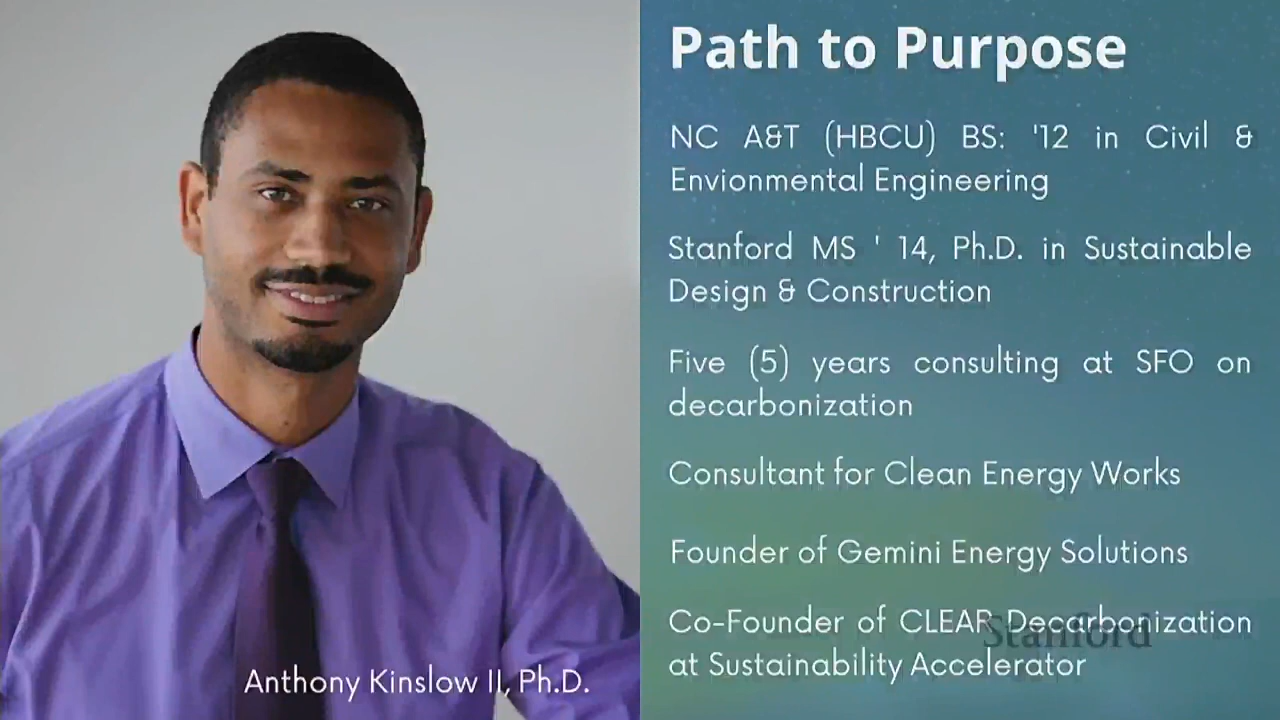 Path to Purpose
NC A&T (HBCU) BS: '12 in Civil &
Envionmental Engineering
Stanford MS ' 14, Ph.D. in Sustainable
Design & Construction
Five (5) years consulting at SFO on
decarbonization
Consultant for Clean Energy Works
Founder of Gemini Energy Solutions
Co-Founder of CLEAR Decarbonization
at Sustainability Accelerator
Stanford
Anthony Kinslow II, Ph.D.